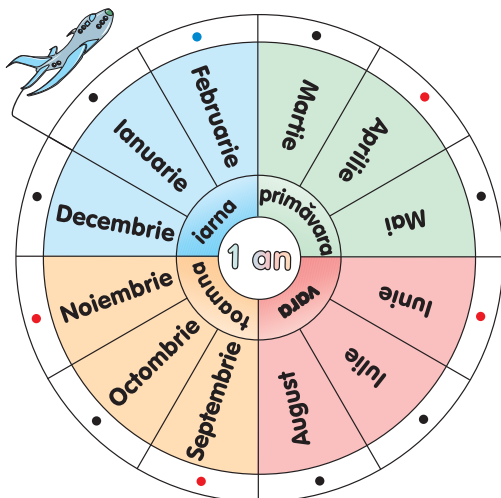 Ianuarie
Februarie
Martie
Aprilie
Mai
Iunie
Iulie
August
Septembrie
Octombrie
Noiembrie
Decembrie
iarna
primăvara
vara
toamna
1 an